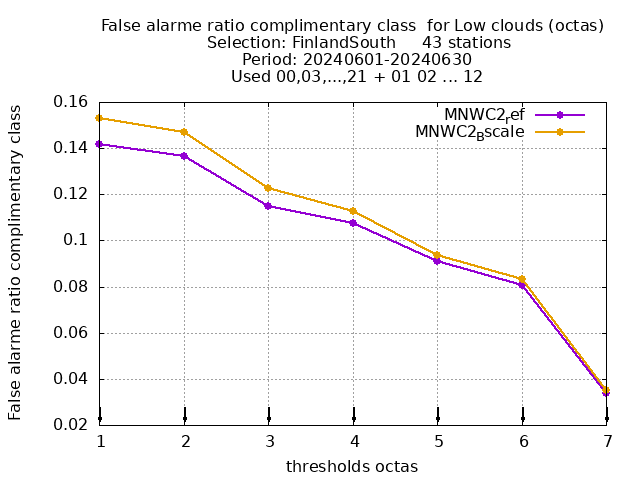 False alarme ratio complimentary class  for Low clouds (octas)
Selection: FinlandSouth     43 stations
Period: 20240601-20240630
Used 00,03,...,21 + 01 02 ... 12
False alarme ratio complimentary class
0.16
0.14
0.12
0.1
0.08
0.06
0.04
0.02
MNWC2ref
MNWC2Bscale
1 2 3 4 5 6 7
thresholds octas